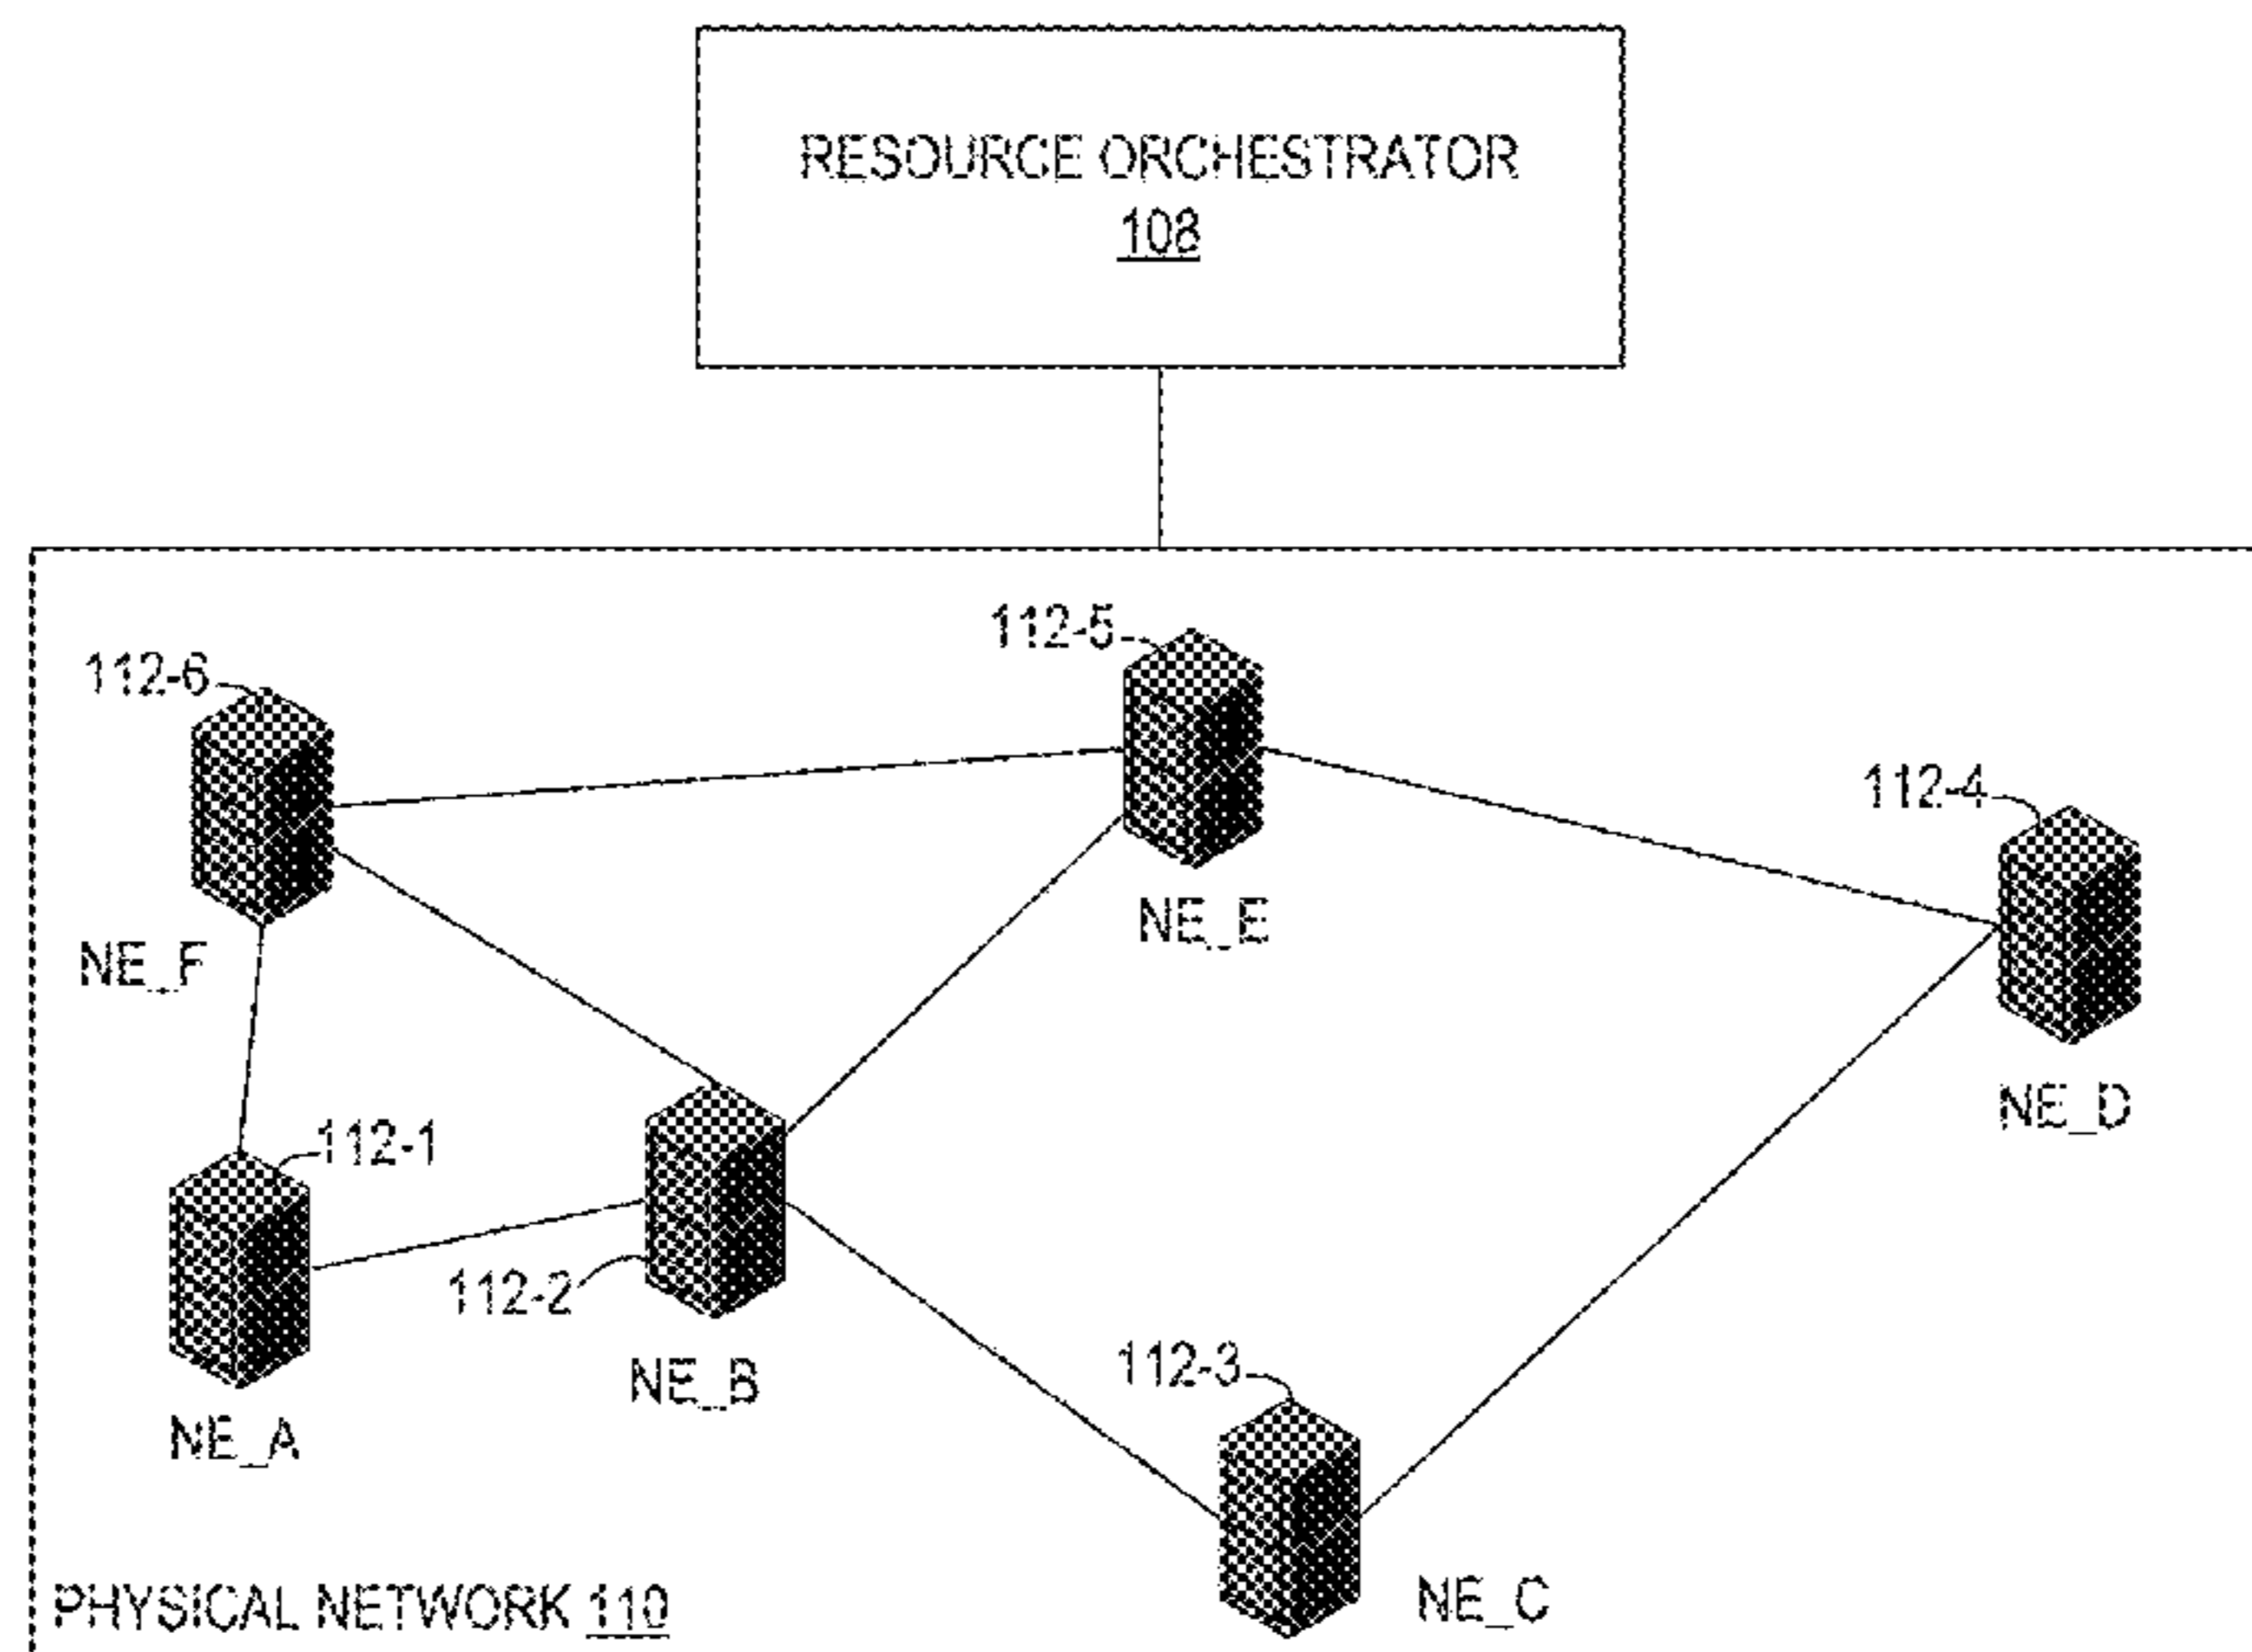 RESOURCE ORCHESTRATOR
108
112-5
112-6
112-4
NE_E
NE_F
NE_D
112-1
112-2
112-3
NE_B
NE_A
PHYSICAL NETWORK 110
NE_C